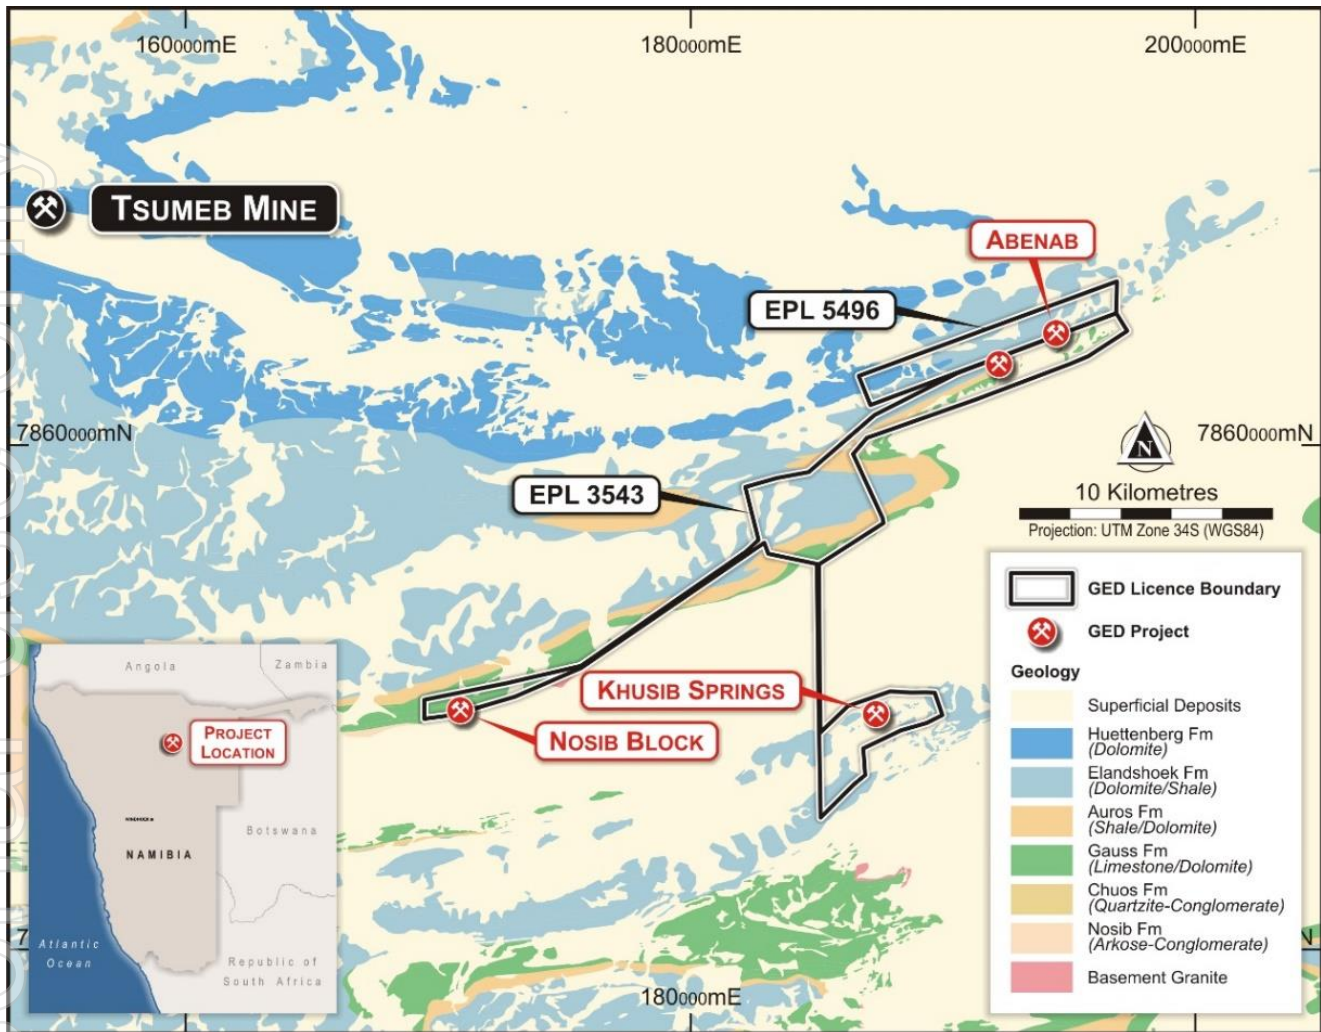 160000mE
180000mE
200000mE
TSUMEB MINE
ABENAB
EPL 5496
7860000mN
7860000mN
N
EPL 3543
10 Kilometres
Projection: UTM Zone 34S (WGS84)
KHUSIB SPRINGS
NOSIB BLOCK
GED Licence Boundary
GED Project
Geology
Superficial Deposits
Huettenberg Fm
(Dolomite)
Elandshoek Fm
(Dolomite/Shale)
Auros Fm
(Shale/Dolomite)
Gauss Fm
(Limestone/Dolomite)
Chuos Fm
(Quartzite-Conglomerate)
Nosib Fm
(Arkose-Conglomerate)
Basement Granite
Angola
Zambia
PROJECT
LOCATION
Botswana
NAMIBIA
Atlantic
Ocean
Republic of
South Africa
7
N
180000mE